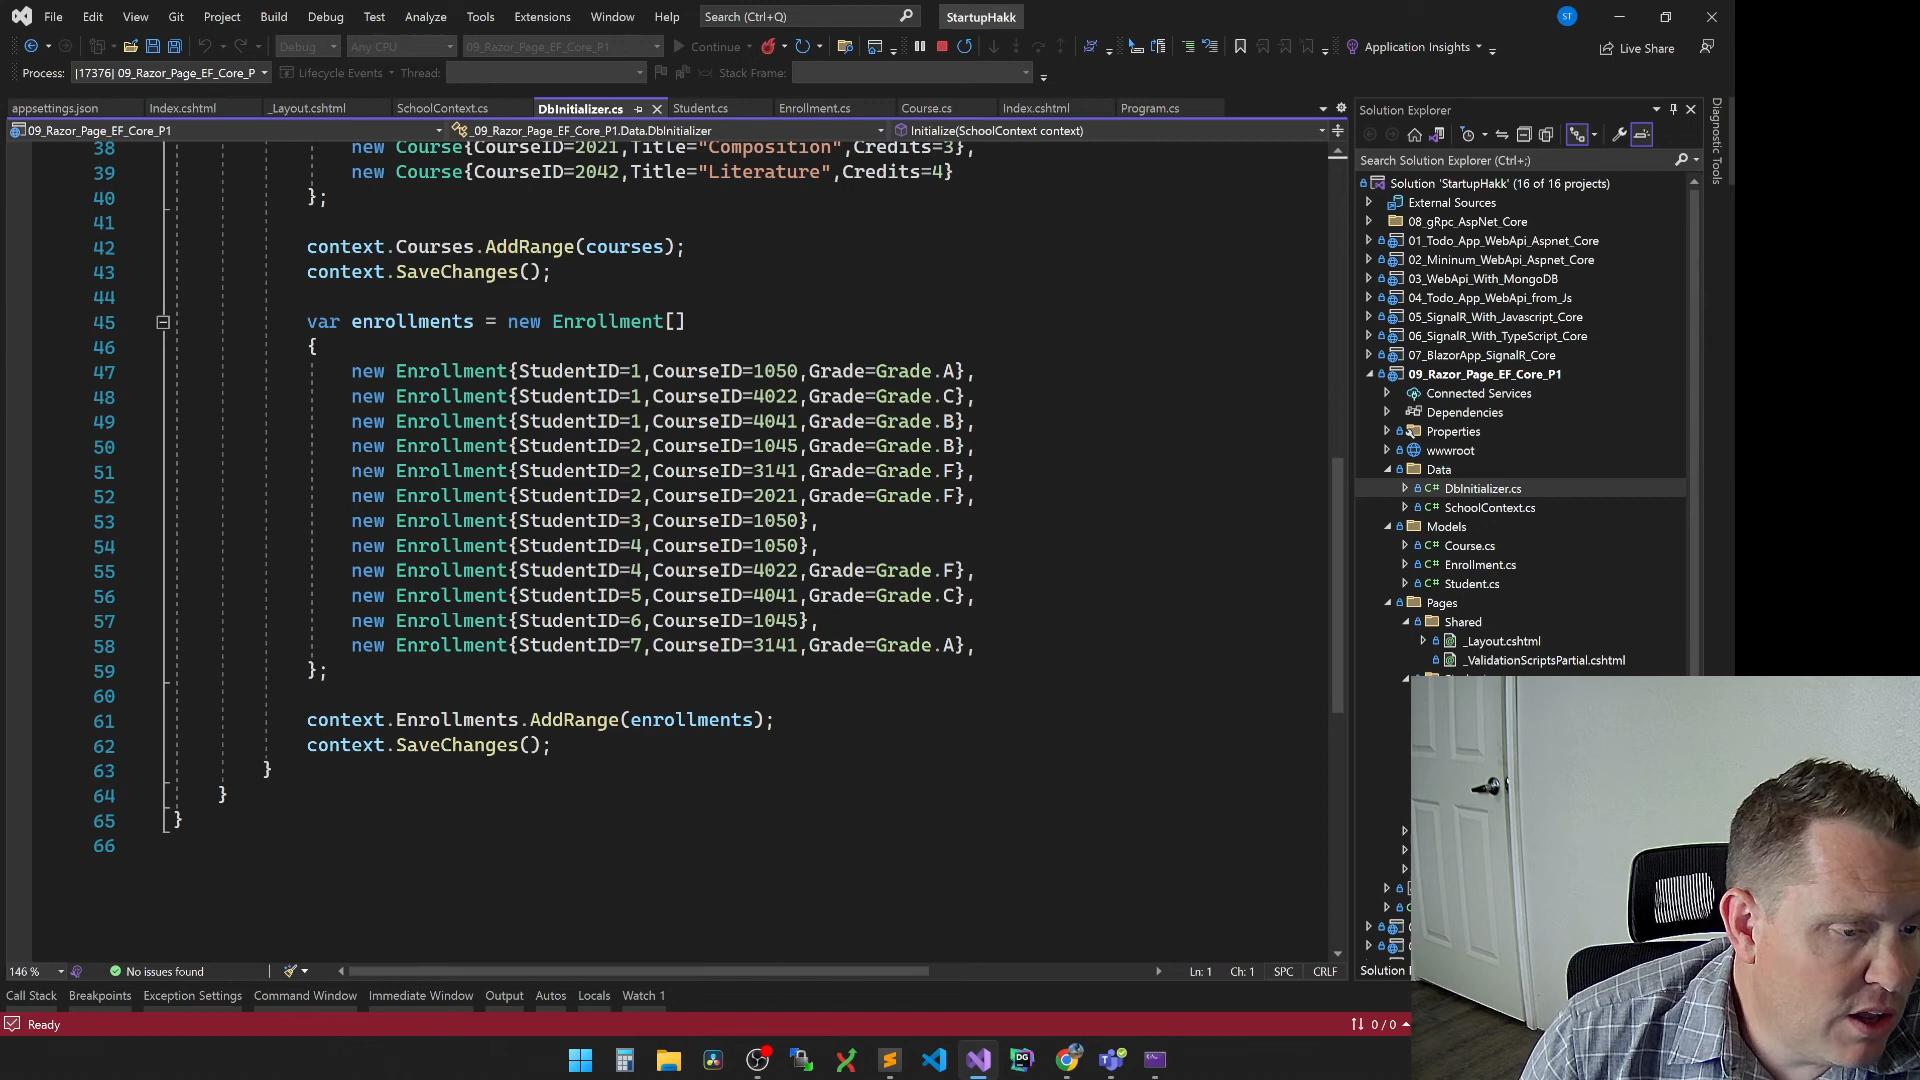 File Edit View Git Project Build Debug Test Analyze Tools Extensions Window Help Search (Ctrl+Q) StartupHakk ST
Debug Any CPU 09_Razor_Page_EF_Core_P1 Continue Application Insights Live Share
Process: [17376] 09_Razor_Page_EF_Core_P Lifecycle Events Thread: Stack Frame:
appsettings.json Index.cshtml _Layout.cshtml SchoolContext.cs DbInitializer.cs Student.cs Enrollment.cs Course.cs Index.cshtml Program.cs
09_Razor_Page_EF_Core_P1 _09_Razor_Page_EF_Core_P1.Data.DbInitializer Initialize(SchoolContext context)
38 new Course{CourseID=2021,Title="Composition",Credits=3},
39 new Course{CourseID=2042,Title="Literature",Credits=4}
40 };
41
42 context.Courses.AddRange(courses);
43 context.SaveChanges();
44
45 var enrollments = new Enrollment[]
46 {
47 new Enrollment{StudentID=1,CourseID=1050,Grade=Grade.A},
48 new Enrollment{StudentID=1,CourseID=4022,Grade=Grade.C},
49 new Enrollment{StudentID=1,CourseID=4041,Grade=Grade.B},
50 new Enrollment{StudentID=2,CourseID=1045,Grade=Grade.B},
51 new Enrollment{StudentID=2,CourseID=3141,Grade=Grade.F},
52 new Enrollment{StudentID=2,CourseID=2021,Grade=Grade.F},
53 new Enrollment{StudentID=3,CourseID=1050},
54 new Enrollment{StudentID=4,CourseID=1050},
55 new Enrollment{StudentID=4,CourseID=4022,Grade=Grade.F},
56 new Enrollment{StudentID=5,CourseID=4041,Grade=Grade.C},
57 new Enrollment{StudentID=6,CourseID=1045},
58 new Enrollment{StudentID=7,CourseID=3141,Grade=Grade.A},
59 };
60
61 context.Enrollments.AddRange(enrollments);
62 context.SaveChanges();
63 }
64 }
65 }
66
146 % No issues found Ln: 1 Ch: 1 SPC CRLF
Call Stack Breakpoints Exception Settings Command Window Immediate Window Output Autos Locals Watch 1
Ready 0 / 0
Solution Explorer
Search Solution Explorer (Ctrl+;)
Solution 'StartupHakk' (16 of 16 projects)
External Sources
08_gRpc_AspNet_Core
01_Todo_App_WebApi_Aspnet_Core
02_Mininum_WebApi_Aspnet_Core
03_WebApi_With_MongoDB
04_Todo_App_WebApi_from_Js
05_SignalR_With_Javascript_Core
06_SignalR_With_TypeScript_Core
07_BlazorApp_SignalR_Core
09_Razor_Page_EF_Core_P1
Connected Services
Dependencies
Properties
wwwroot
Data
C# DbInitializer.cs
C# SchoolContext.cs
Models
C# Course.cs
C# Enrollment.cs
C# Student.cs
Pages
Shared
_Layout.cshtml
_ValidationScriptsPartial.cshtml
Solution
Diagnostic Tools
DG